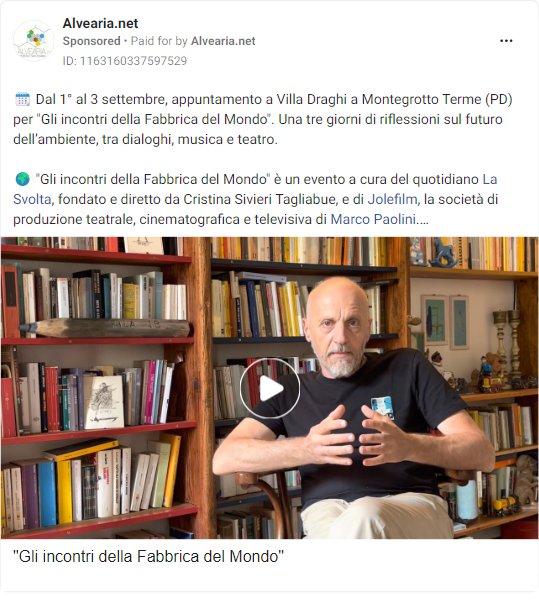 Alvearia.net
Sponsored • Paid for by Alvearia.net
ID: 1163160337597529
Dal 1° al 3 settembre, appuntamento a Villa Draghi a Montegrotto Terme (PD)
per "Gli incontri della Fabbrica del Mondo". Una tre giorni di riflessioni sul futuro
dell'ambiente, tra dialoghi, musica e teatro.
"Gli incontri della Fabbrica del Mondo" è un evento a cura del quotidiano La
Svolta, fondato e diretto da Cristina Sivieri Tagliabue, e di Jolefilm, la società di
produzione teatrale, cinematografica e televisiva di Marco Paolini....
"Gli incontri della Fabbrica del Mondo"